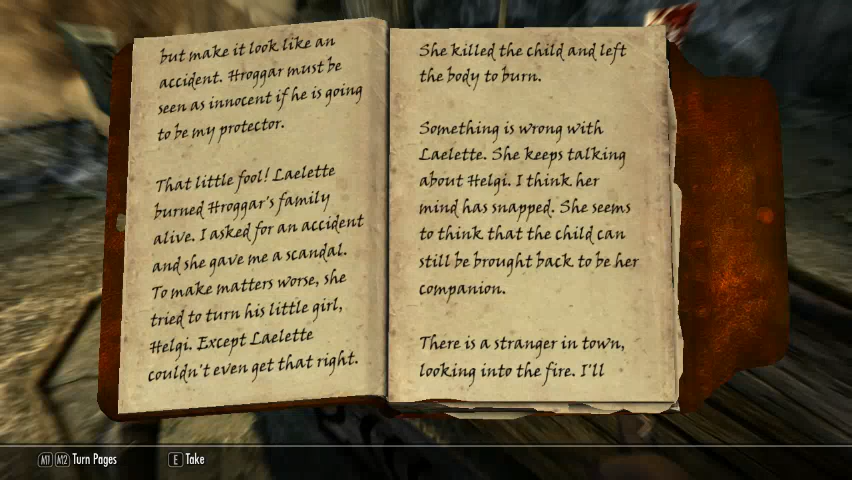 but make it look like an
accident. Hroggar must be
seen as innocent if he is going
to be my protector.
That little fool! Laelette
burned Hroggar's family
alive. I asked for an accident
and she gave me a scandal.
To make matters worse, she
tried to turn his little girl,
Helgi. Except Laelette
couldn't even get that right.
She killed the child and left
the body to burn.
Something is wrong with
Laelette. She keeps talking
about Helgi. I think her
mind has snapped. She seems
to think that the child can
still be brought back to be her
companion.
There is a stranger in town,
looking into the fire. I'll
M1 M2 Turn Pages
E Take